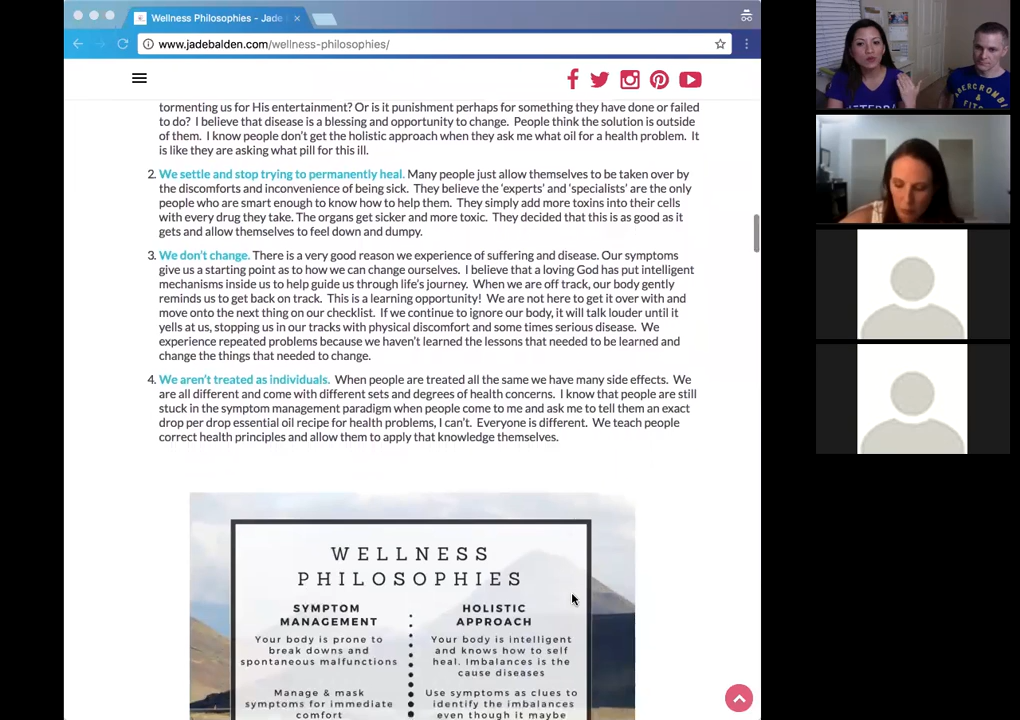 Wellness Philosophies - Jade
www.jadebalden.com/wellness-philosophies/
tormenting us for His entertainment? Or is it punishment perhaps for something they have done or failed
to do? I believe that disease is a blessing and opportunity to change. People think the solution is outside
of them. I know people don't get the holistic approach when they ask me what oil for a health problem. It
is like they are asking what pill for this ill.
2. We settle and stop trying to permanently heal. Many people just allow themselves to be taken over by
the discomforts and inconvenience of being sick. They believe the 'experts' and 'specialists' are the only
people who are smart enough to know how to help them. They simply add more toxins into their cells
with every drug they take. The organs get sicker and more toxic. They decided that this is as good as it
gets and allow themselves to feel down and dumpy.
3. We don't change. There is a very good reason we experience of suffering and disease. Our symptoms
give us a starting point as to how we can change ourselves. I believe that a loving God has put intelligent
mechanisms inside us to help guide us through life's journey. When we are off track, our body gently
reminds us to get back on track. This is a learning opportunity! We are not here to get it over with and
move onto the next thing on our checklist. If we continue to ignore our body, it will talk louder until it
yells at us, stopping us in our tracks with physical discomfort and some times serious disease. We
experience repeated problems because we haven't learned the lessons that needed to be learned and
change the things that needed to change.
4. We aren't treated as individuals. When people are treated all the same we have many side effects. We
are all different and come with different sets and degrees of health concerns. I know that people are still
stuck in the symptom management paradigm when people come to me and ask me to tell them an exact
drop per drop essential oil recipe for health problems, I can't. Everyone is different. We teach people
correct health principles and allow them to apply that knowledge themselves.
WELLNESS
PHILOSOPHIES
SYMPTOM
MANAGEMENT
Your body is prone to
break downs and
spontaneous malfunctions
Manage & mask
symptoms for immediate
comfort
HOLISTIC
APPROACH
Your body is intelligent
and knows how to self
heal. Imbalances is the
cause diseases
Use symptoms as clues to
identify the imbalances
even though it maybe
ABERCROMB